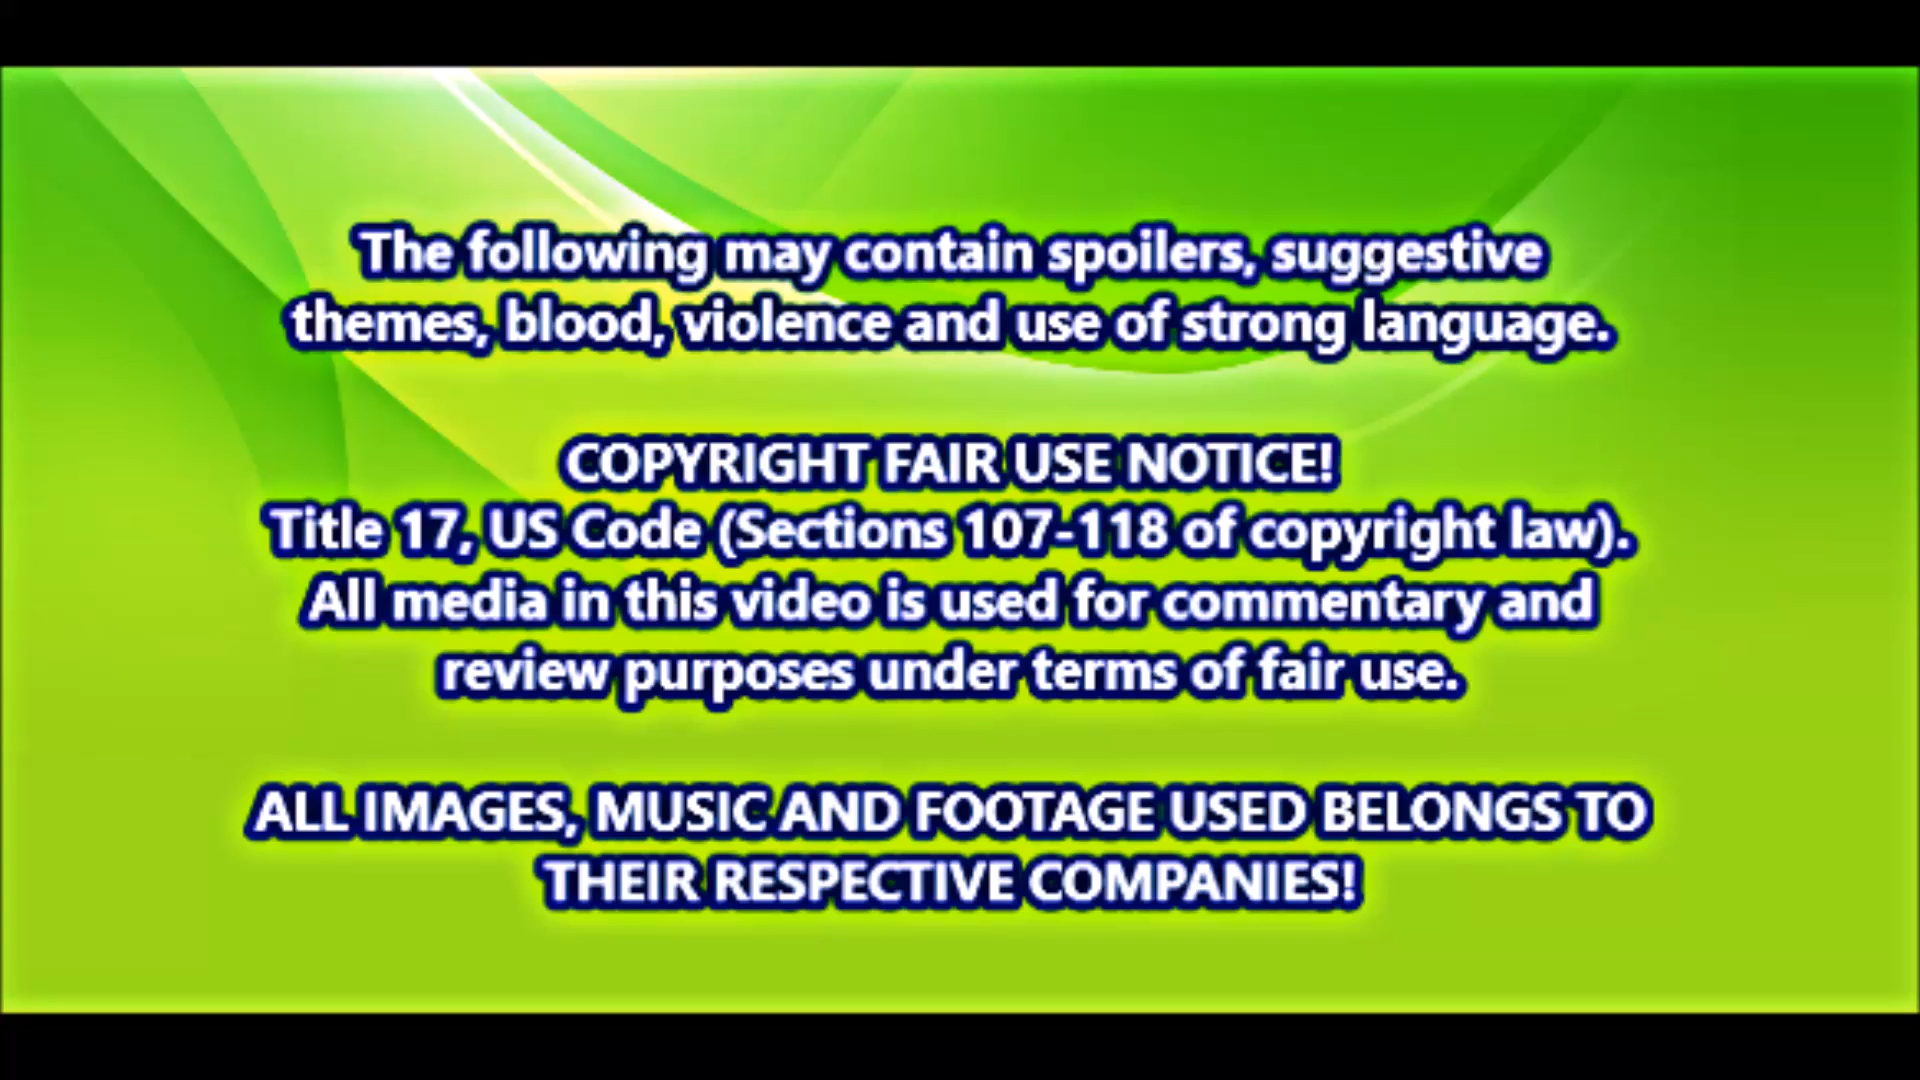 The following may contain spoilers, suggestive
themes, blood, violence and use of strong language.
COPYRIGHT FAIR USE NOTICE!
Title 17, US Code (Sections 107-118 of copyright law).
All media in this video is used for commentary and
review purposes under terms of fair use.
ALL IMAGES, MUSIC AND FOOTAGE USED BELONGS TO
THEIR RESPECTIVE COMPANIES!